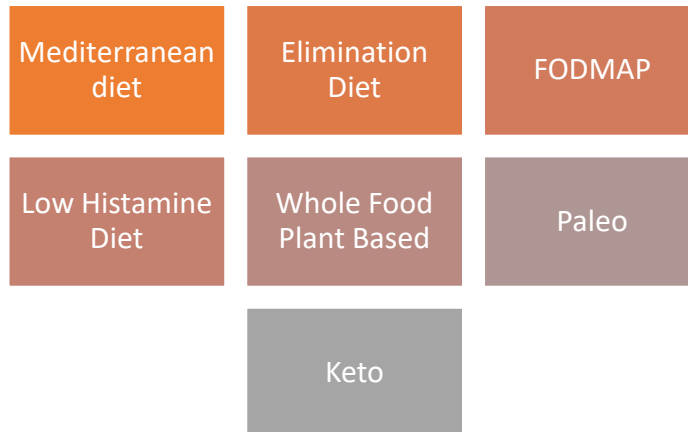 Mediterranean
diet
Elimination
Diet
FODMAP
Low Histamine
Diet
Whole Food
Plant Based
Paleo
Keto